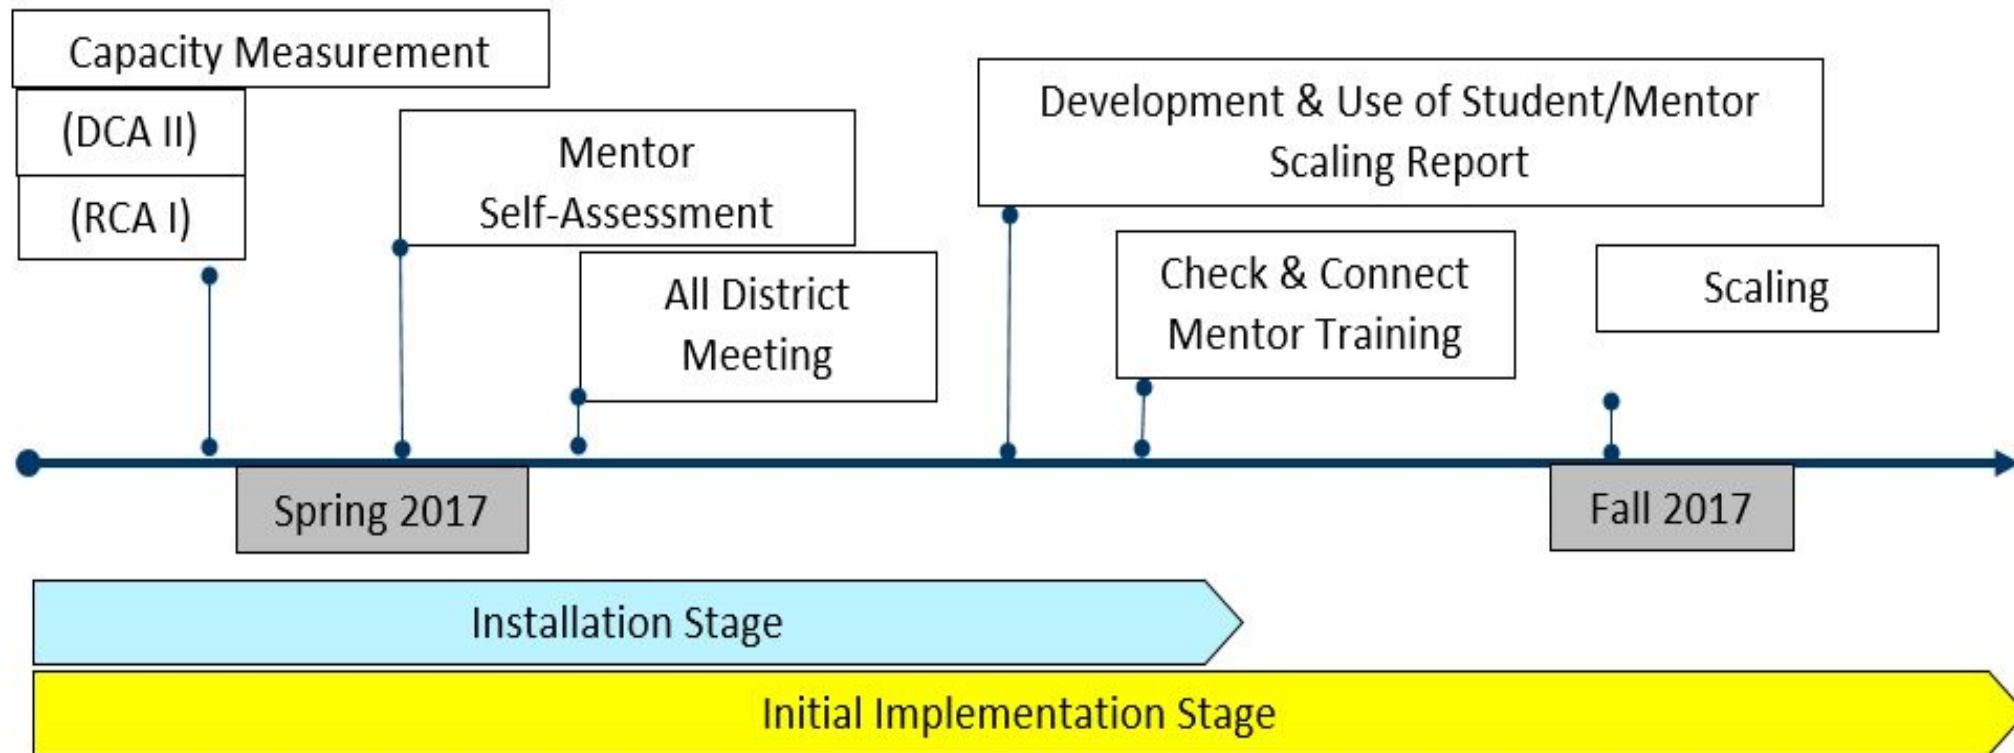 Capacity Measurement
(DCA II)
(RCA I)
Mentor
Self-Assessment
All District
Meeting
Development & Use of Student/Mentor
Scaling Report
Check & Connect
Mentor Training
Scaling
Spring 2017
Fall 2017
Installation Stage
Initial Implementation Stage